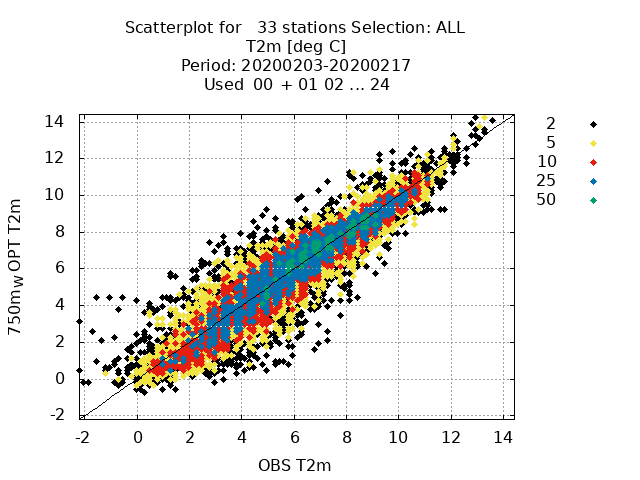 Scatterplot for   33 stations Selection: ALL
T2m [deg C]
Period: 20200203-20200217
Used  00 + 01 02 ... 24
14
12
10
8
6
4
2
0
-2
-2 0 2 4 6 8 10 12 14
750mW OPT T2m
OBS T2m
2
5
10
25
50